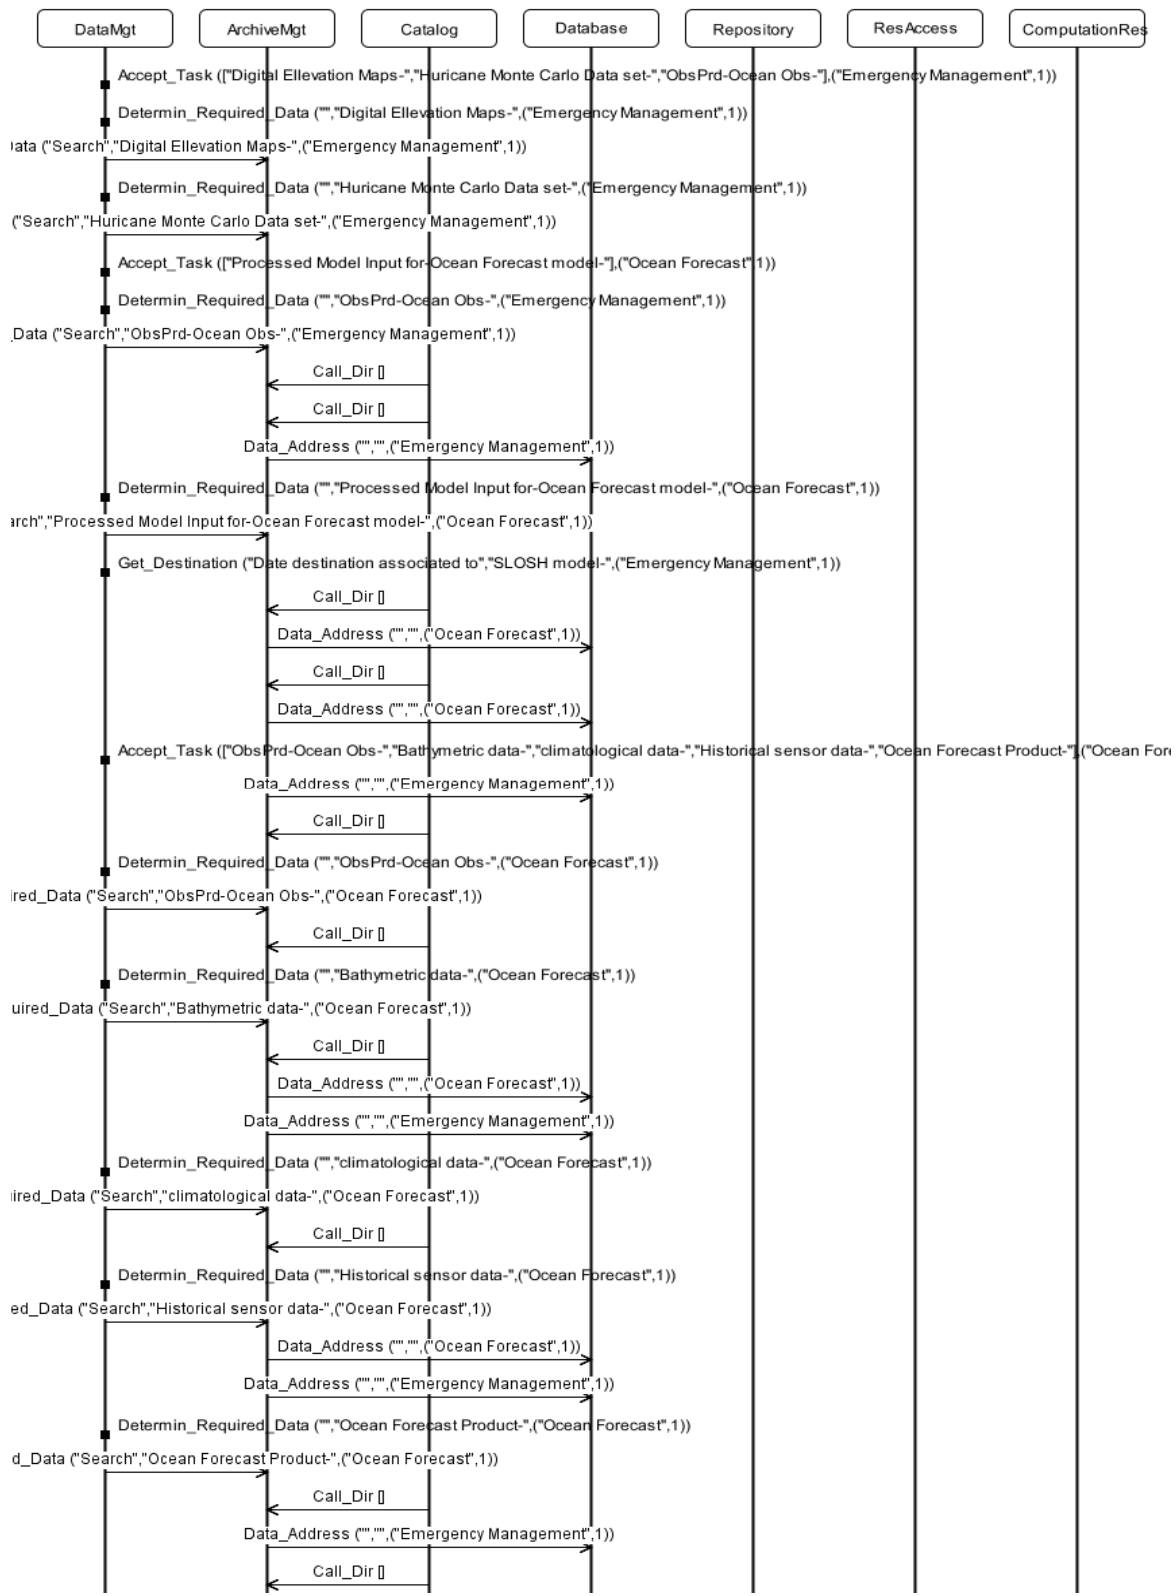 DataMgt ArchiveMgt Catalog Database Repository ResAccess ComputationRes
Accept_Task (["Digital Ellevation Maps-","Huricane Monte Carlo Data set-","ObsPrd-Ocean Obs-"],("Emergency Management",1))
Determin_Required_Data ("","Digital Ellevation Maps-",("Emergency Management",1))
Data ("Search","Digital Ellevation Maps-",("Emergency Management",1))
Determin_Required_Data ("","Huricane Monte Carlo Data set-",("Emergency Management",1))
("Search","Huricane Monte Carlo Data set-",("Emergency Management",1))
Accept_Task (["Processed Model Input for-Ocean Forecast model-"],("Ocean Forecast",1))
Determin_Required_Data ("","ObsPrd-Ocean Obs-",("Emergency Management",1))
_Data ("Search","ObsPrd-Ocean Obs-",("Emergency Management",1))
Call_Dir []
Call_Dir []
Data_Address ("","",("Emergency Management",1))
Determin_Required_Data ("","Processed Model Input for-Ocean Forecast model-",("Ocean Forecast",1))
arch","Processed Model Input for-Ocean Forecast model-",("Ocean Forecast",1))
Get_Destination ("Date destination associated to","SLOSH model-",("Emergency Management",1))
Call_Dir []
Data_Address ("","",("Ocean Forecast",1))
Call_Dir []
Data_Address ("","",("Ocean Forecast",1))
Accept_Task (["ObsPrd-Ocean Obs-","Bathymetric data-","climatological data-","Historical sensor data-","Ocean Forecast Product-"],("Ocean Fore
Data_Address ("","",("Emergency Management",1))
Call_Dir []
Determin_Required_Data ("","ObsPrd-Ocean Obs-",("Ocean Forecast",1))
ired_Data ("Search","ObsPrd-Ocean Obs-",("Ocean Forecast",1))
Call_Dir []
Determin_Required_Data ("","Bathymetric data-",("Ocean Forecast",1))
uired_Data ("Search","Bathymetric data-",("Ocean Forecast",1))
Call_Dir []
Data_Address ("","",("Ocean Forecast",1))
Data_Address ("","",("Emergency Management",1))
Determin_Required_Data ("","climatological data-",("Ocean Forecast",1))
ired_Data ("Search","climatological data-",("Ocean Forecast",1))
Call_Dir []
Determin_Required_Data ("","Historical sensor data-",("Ocean Forecast",1))
ed_Data ("Search","Historical sensor data-",("Ocean Forecast",1))
Data_Address ("","",("Ocean Forecast",1))
Data_Address ("","",("Emergency Management",1))
Determin_Required_Data ("","Ocean Forecast Product-",("Ocean Forecast",1))
d_Data ("Search","Ocean Forecast Product-",("Ocean Forecast",1))
Call_Dir []
Data_Address ("","",("Emergency Management",1))
Call_Dir []